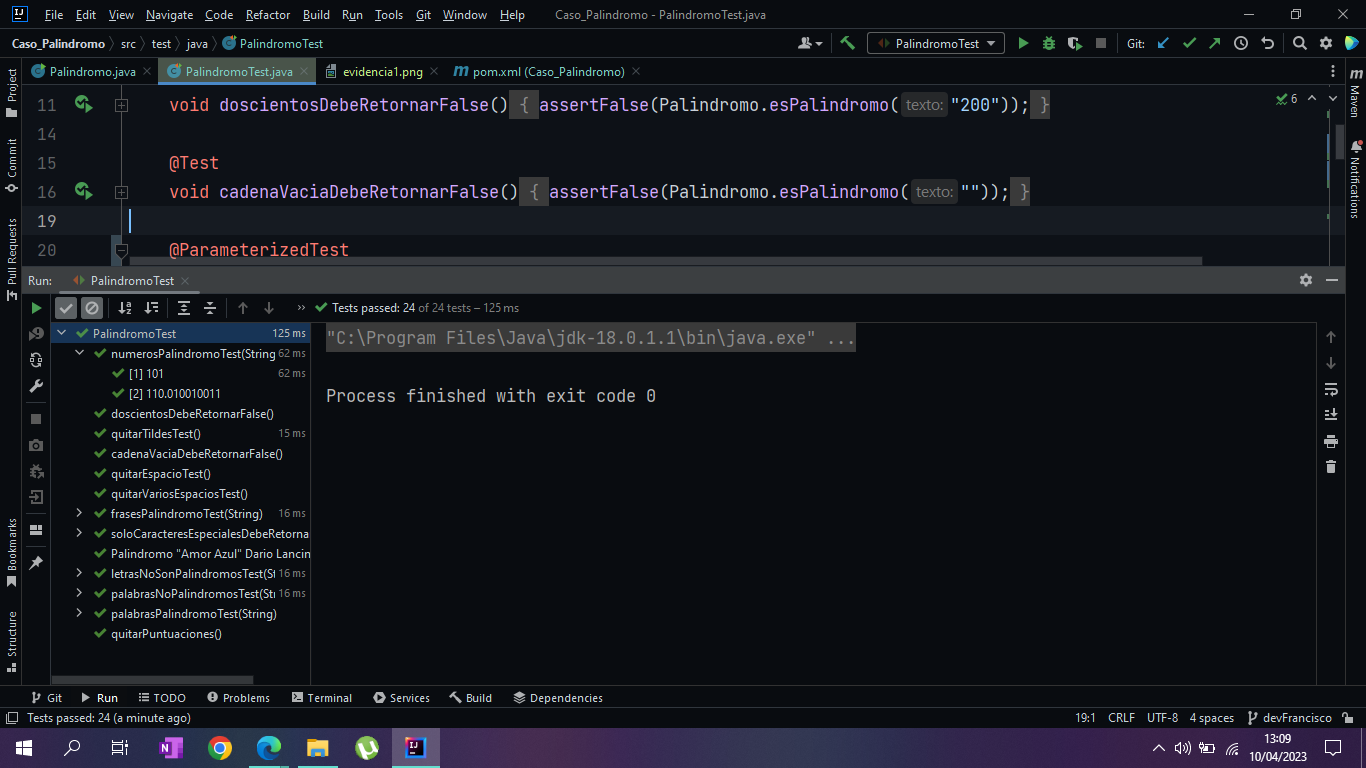 File Edit View Navigate Code Refactor Build Run Tools Git Window Help Caso_Palindromo - PalindromoTest.java
Caso_Palindromo src test java PalindromoTest PalindromoTest Git:
Palindromo.java PalindromoTest.java evidencia1.png pom.xml (Caso_Palindromo)
11 void doscientosDebeRetornarFalse() { assertFalse(Palindromo.esPalindromo( texto: "200")); } 6
14
15 @Test
16 void cadenaVaciaDebeRetornarFalse() { assertFalse(Palindromo.esPalindromo( texto: "")); }
19
20 @ParameterizedTest
Run: PalindromoTest
Tests passed: 24 of 24 tests – 125 ms
PalindromoTest 125 ms
numerosPalindromoTest(String 62 ms
[1] 101 62 ms
[2] 110.010010011
doscientosDebeRetornarFalse()
quitarTildesTest() 15 ms
cadenaVaciaDebeRetornarFalse()
quitarEspacioTest()
quitarVariosEspaciosTest()
frasesPalindromoTest(String) 16 ms
soloCaracteresEspecialesDebeRetorna
Palindromo "Amor Azul" Dario Lancin
letrasNoSonPalindromosTest(St 16 ms
palabrasNoPalindromosTest(Str 16 ms
palabrasPalindromoTest(String)
quitarPuntuaciones()
"C:\Program Files\Java\jdk-18.0.1.1\bin\java.exe" ...
Process finished with exit code 0
Project
Commit
Pull Requests
Bookmarks
Structure
Maven
Notifications
Git Run TODO Problems Terminal Services Build Dependencies
Tests passed: 24 (a minute ago) 19:1 CRLF UTF-8 4 spaces devFrancisco
13:09
10/04/2023